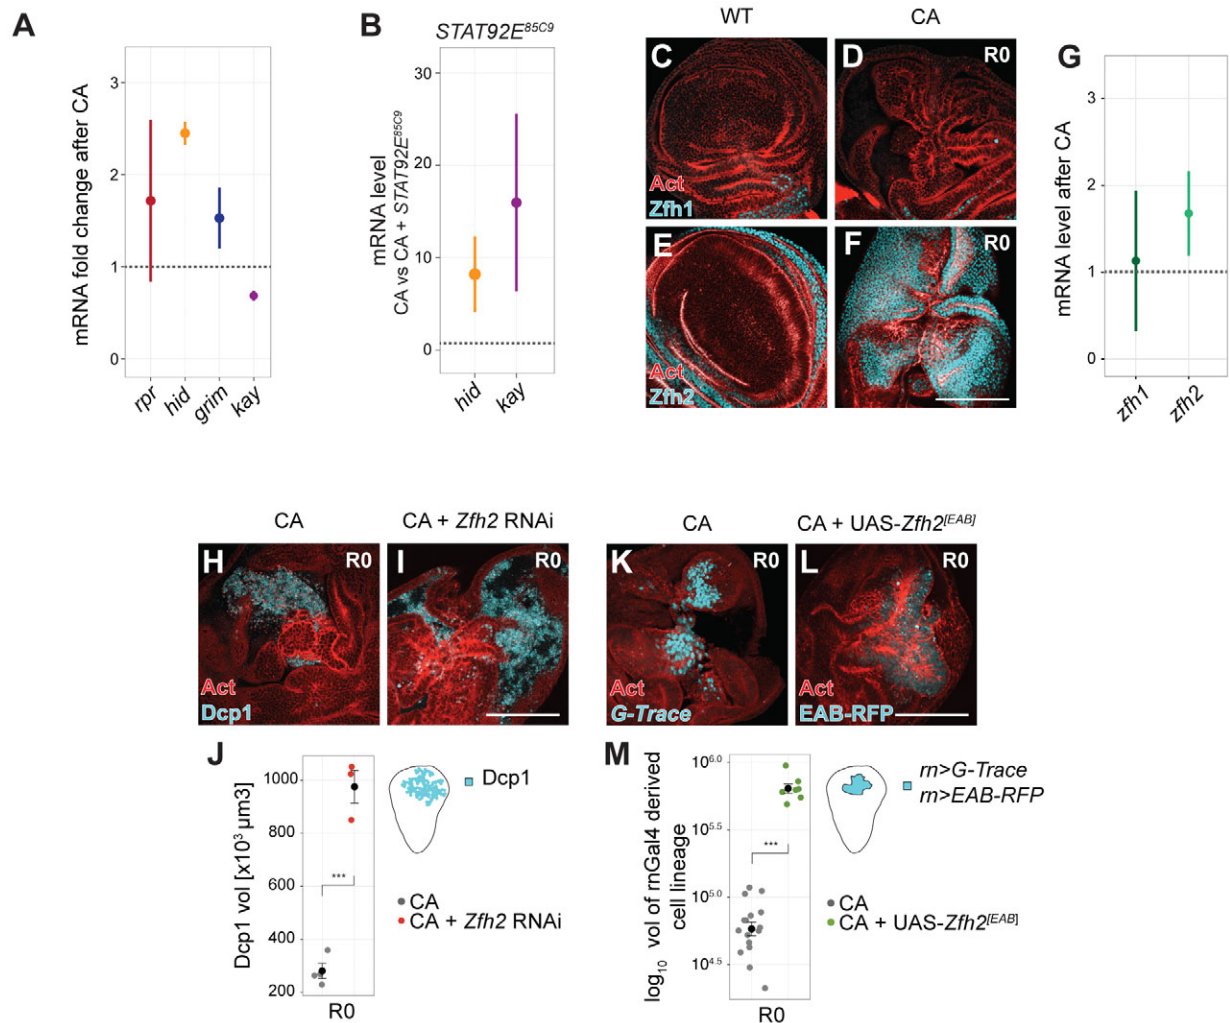 A
mRNA fold change after CA
3
2
1
0
rpr
hid
grim
kay
B
STAT92E85C9
mRNA level
CA vs CA + STAT92E85C9
30
20
10
0
hid
kay
WT
CA
C
Act
Zfh1
D
R0
E
Act
Zfh2
F
R0
G
mRNA level after CA
3
2
1
0
zfh1
zfh2
CA
CA + Zfh2 RNAi
H
R0
Act
Dcp1
I
R0
CA
CA + UAS-Zfh2[EAB]
K
R0
Act
G-Trace
L
R0
Act
EAB-RFP
J
Dcp1 vol [x10³ µm3]
1000
800
600
400
200
***
R0
Dcp1
CA
CA + Zfh2 RNAi
M
log₁₀ vol of rnGal4 derived
cell lineage
10^6.0
10^5.5
10^5.0
10^4.5
***
R0
rn>G-Trace
rn>EAB-RFP
CA
CA + UAS-Zfh2[EAB]